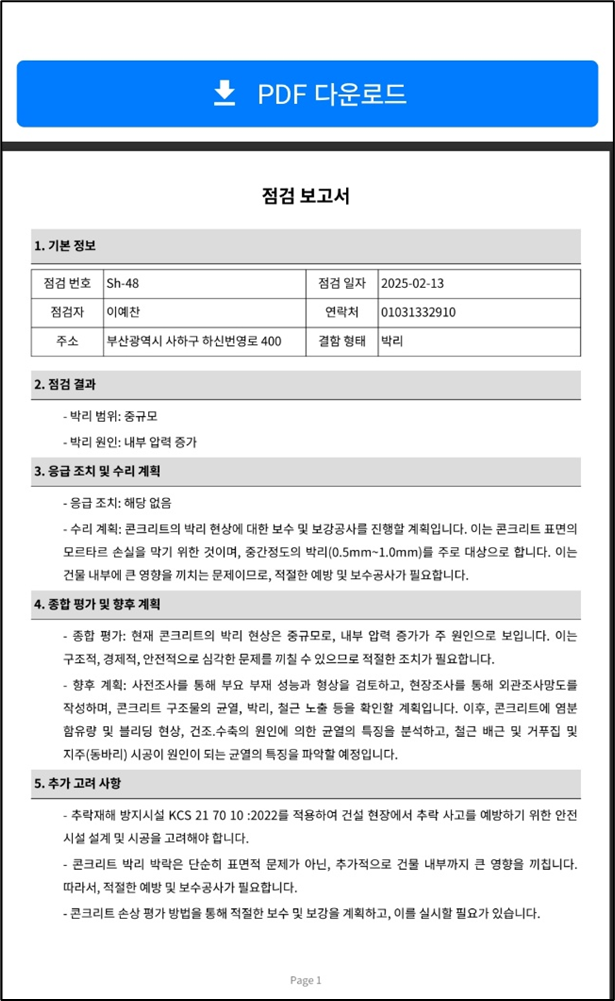 PDF 다운로드
점검 보고서
1. 기본 정보
점검 번호 Sh-48 점검 일자 2025-02-13
점검자 이예찬 연락처 01031332910
주소 부산광역시 사하구 하신번영로 400 결함 형태 박리
2. 점검 결과
- 박리 범위: 중규모
- 박리 원인: 내부 압력 증가
3. 응급 조치 및 수리 계획
- 응급 조치: 해당 없음
- 수리 계획: 콘크리트의 박리 현상에 대한 보수 및 보강공사를 진행할 계획입니다. 이는 콘크리트 표면의
모르타르 손실을 막기 위한 것이며, 중간정도의 박리(0.5mm~1.0mm)를 주로 대상으로 합니다. 이는
건물 내부에 큰 영향을 끼치는 문제이므로, 적절한 예방 및 보수공사가 필요합니다.
4. 종합 평가 및 향후 계획
- 종합 평가: 현재 콘크리트의 박리 현상은 중규모로, 내부 압력 증가가 주 원인으로 보입니다. 이는
구조적, 경제적, 안전적으로 심각한 문제를 끼칠 수 있으므로 적절한 조치가 필요합니다.
- 향후 계획: 사전조사를 통해 부요 부재 성능과 형상을 검토하고, 현장조사를 통해 외관조사망도를
작성하며, 콘크리트 구조물의 균열, 박리, 철근 노출 등을 확인할 계획입니다. 이후, 콘크리트에 염분
함유량 및 블리딩 현상, 건조.수축의 원인에 의한 균열의 특징을 분석하고, 철근 배근 및 거푸집 및
지주(동바리) 시공이 원인이 되는 균열의 특징을 파악할 예정입니다.
5. 추가 고려 사항
- 추락재해 방지시설 KCS 21 70 10 :2022를 적용하여 건설 현장에서 추락 사고를 예방하기 위한 안전
시설 설계 및 시공을 고려해야 합니다.
- 콘크리트 박리 박락은 단순히 표면적 문제가 아닌, 추가적으로 건물 내부까지 큰 영향을 끼칩니다.
따라서, 적절한 예방 및 보수공사가 필요합니다.
- 콘크리트 손상 평가 방법을 통해 적절한 보수 및 보강을 계획하고, 이를 실시할 필요가 있습니다.
Page 1